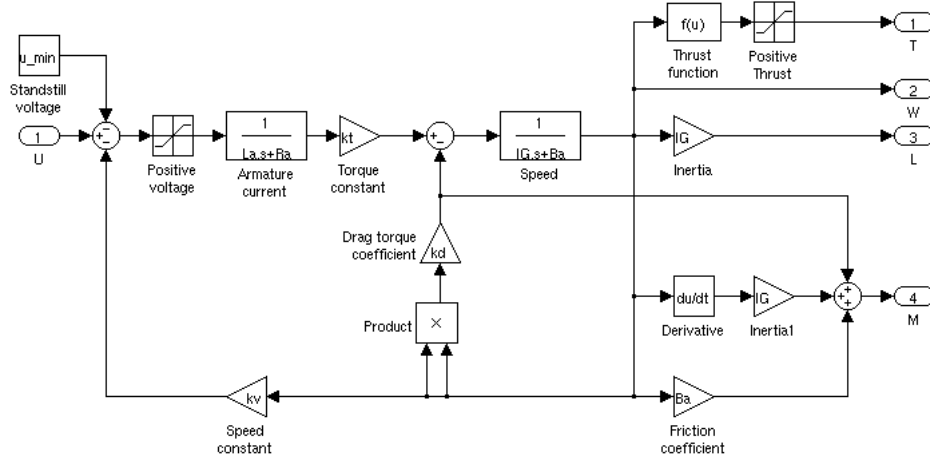 f(u)
1
Thrust
function
Positive
Thrust
T
u_min
Standstill
voltage
2
W
1
U
Positive
voltage
1
La.s+Ra
Armature
current
kt
Torque
constant
1
IG.s+Ba
Speed
IG
Inertia
3
L
Drag torque
coefficient
kd
du/dt
Derivative
IG
Inertia1
4
M
Product
×
kv
Speed
constant
Ba
Friction
coefficient